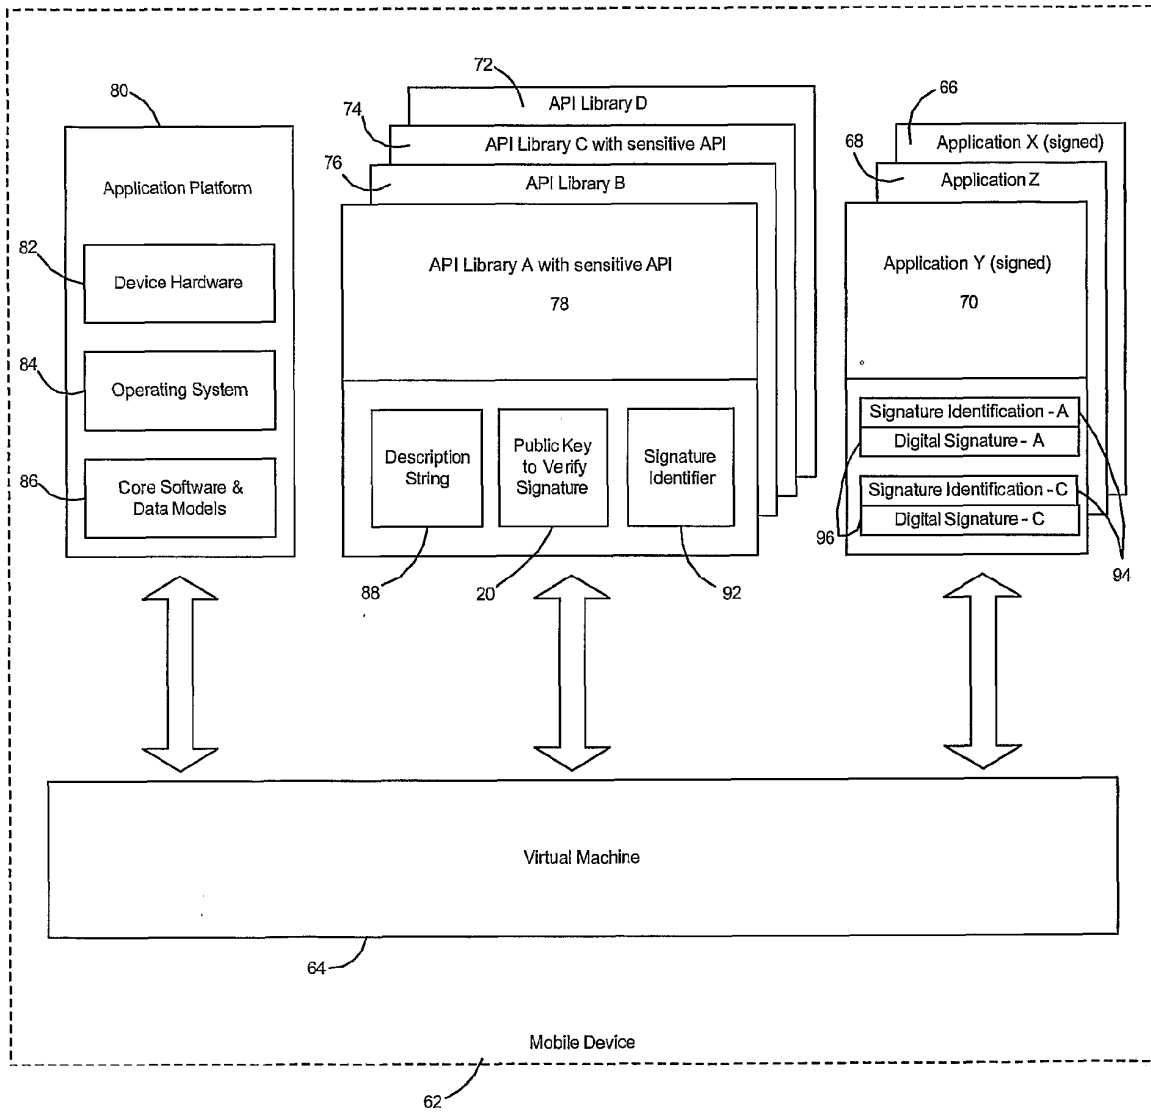 80
Application Platform
82
Device Hardware
84
Operating System
86
Core Software &
Data Models
72
API Library D
74
API Library C with sensitive API
76
API Library B
API Library A with sensitive API
78
Description
String
Public Key
to Verify
Signature
Signature
Identifier
88
20
92
66
Application X (signed)
68
Application Z
Application Y (signed)
70
Signature Identification - A
Digital Signature - A
Signature Identification - C
Digital Signature - C
96
94
Virtual Machine
64
Mobile Device
62